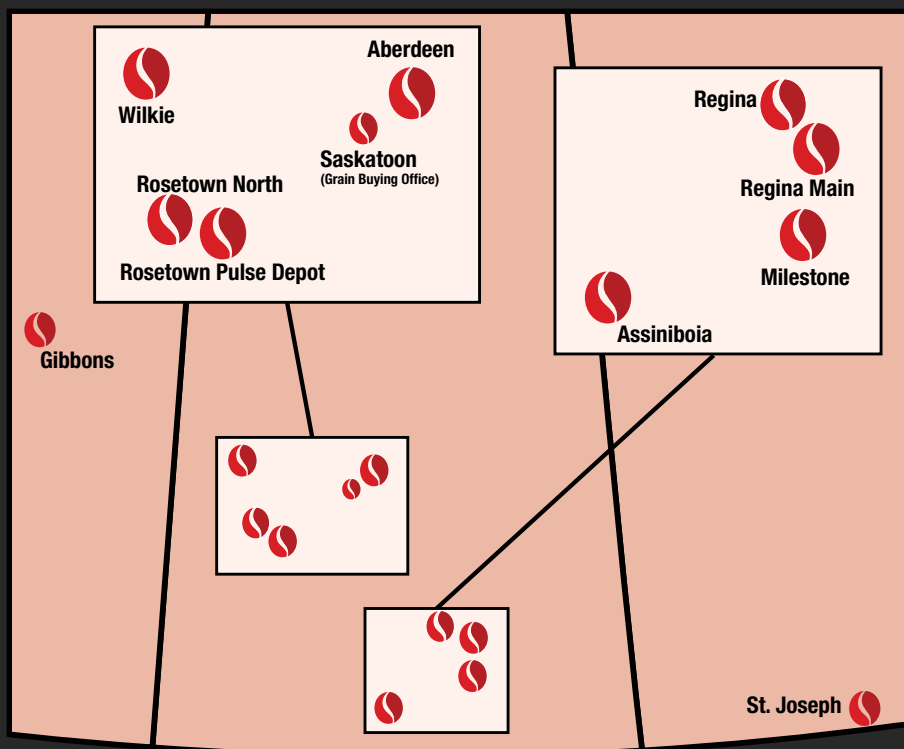 Aberdeen
Wilkie
Saskatoon
(Grain Buying Office)
Rosetown North
Rosetown Pulse Depot
Regina
Regina Main
Milestone
Assiniboia
Gibbons
St. Joseph